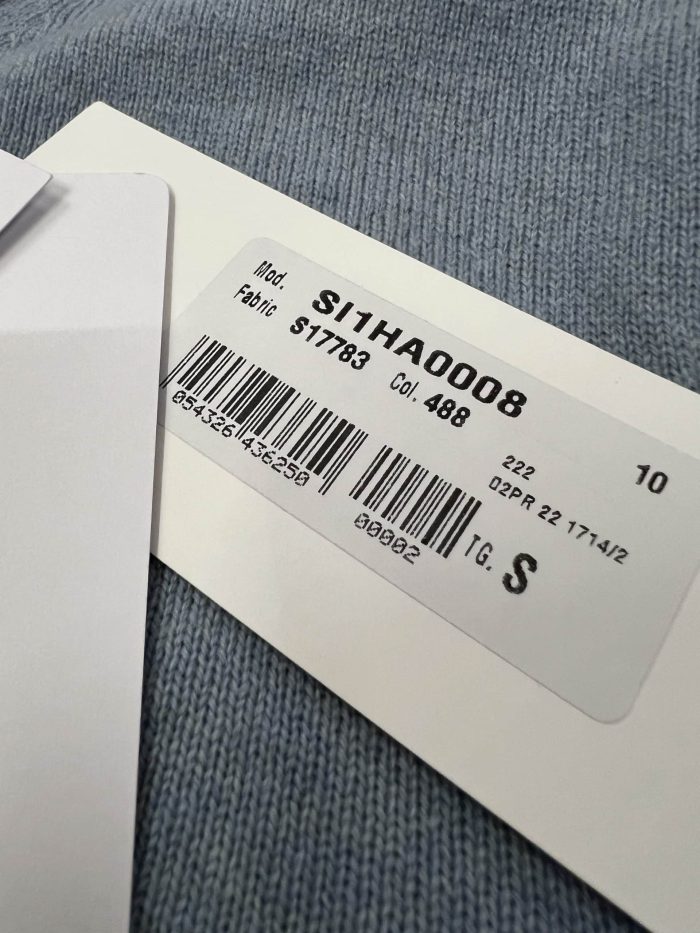 Mod. SI1HA0008
Fabric S17783 Col. 488
054326 436250
00002
TG. S
222
02PR 22 1714/2
10